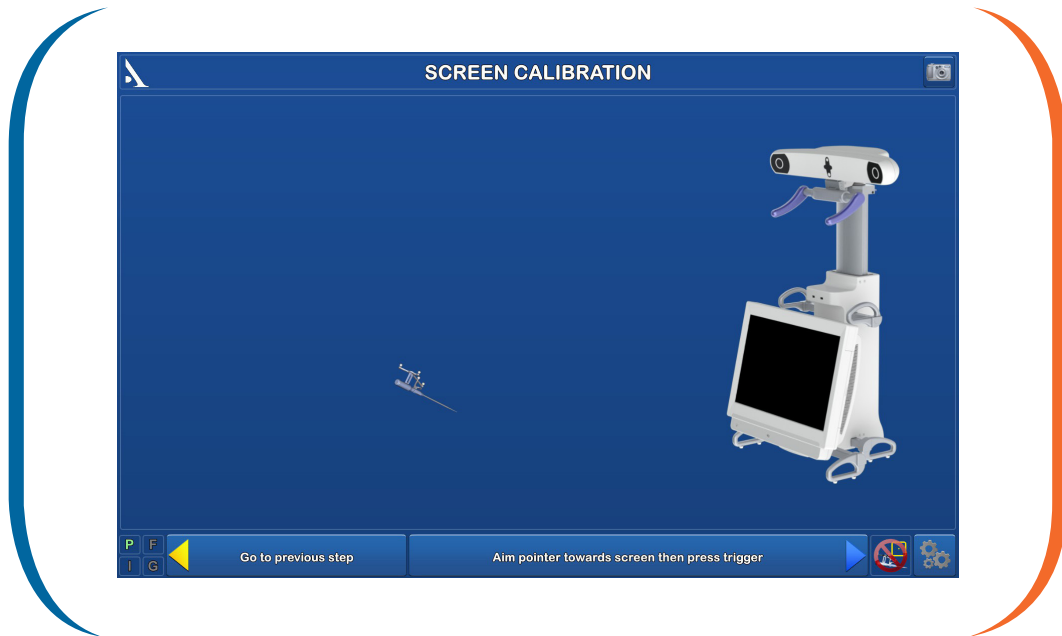 SCREEN CALIBRATION
P F
I G
Go to previous step
Aim pointer towards screen then press trigger